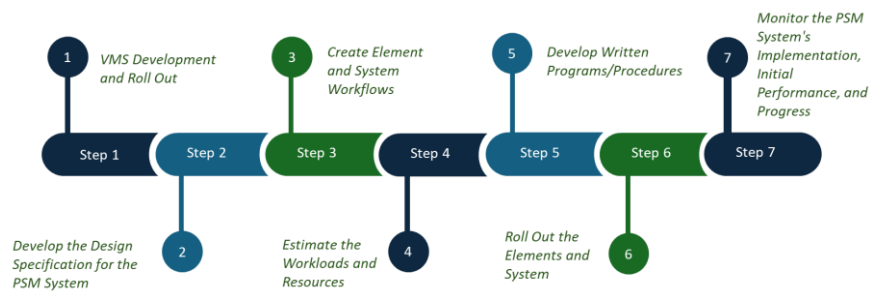 1
VMS Development
and Roll Out
3
Create Element
and System
Workflows
5
Develop Written
Programs/Procedures
7
Monitor the PSM
System's
Implementation,
Initial
Performance, and
Progress
Step 1
Step 2
Step 3
Step 4
Step 5
Step 6
Step 7
Develop the Design
Specification for the
PSM System
2
Estimate the
Workloads and
Resources
4
Roll Out the
Elements and
System
6